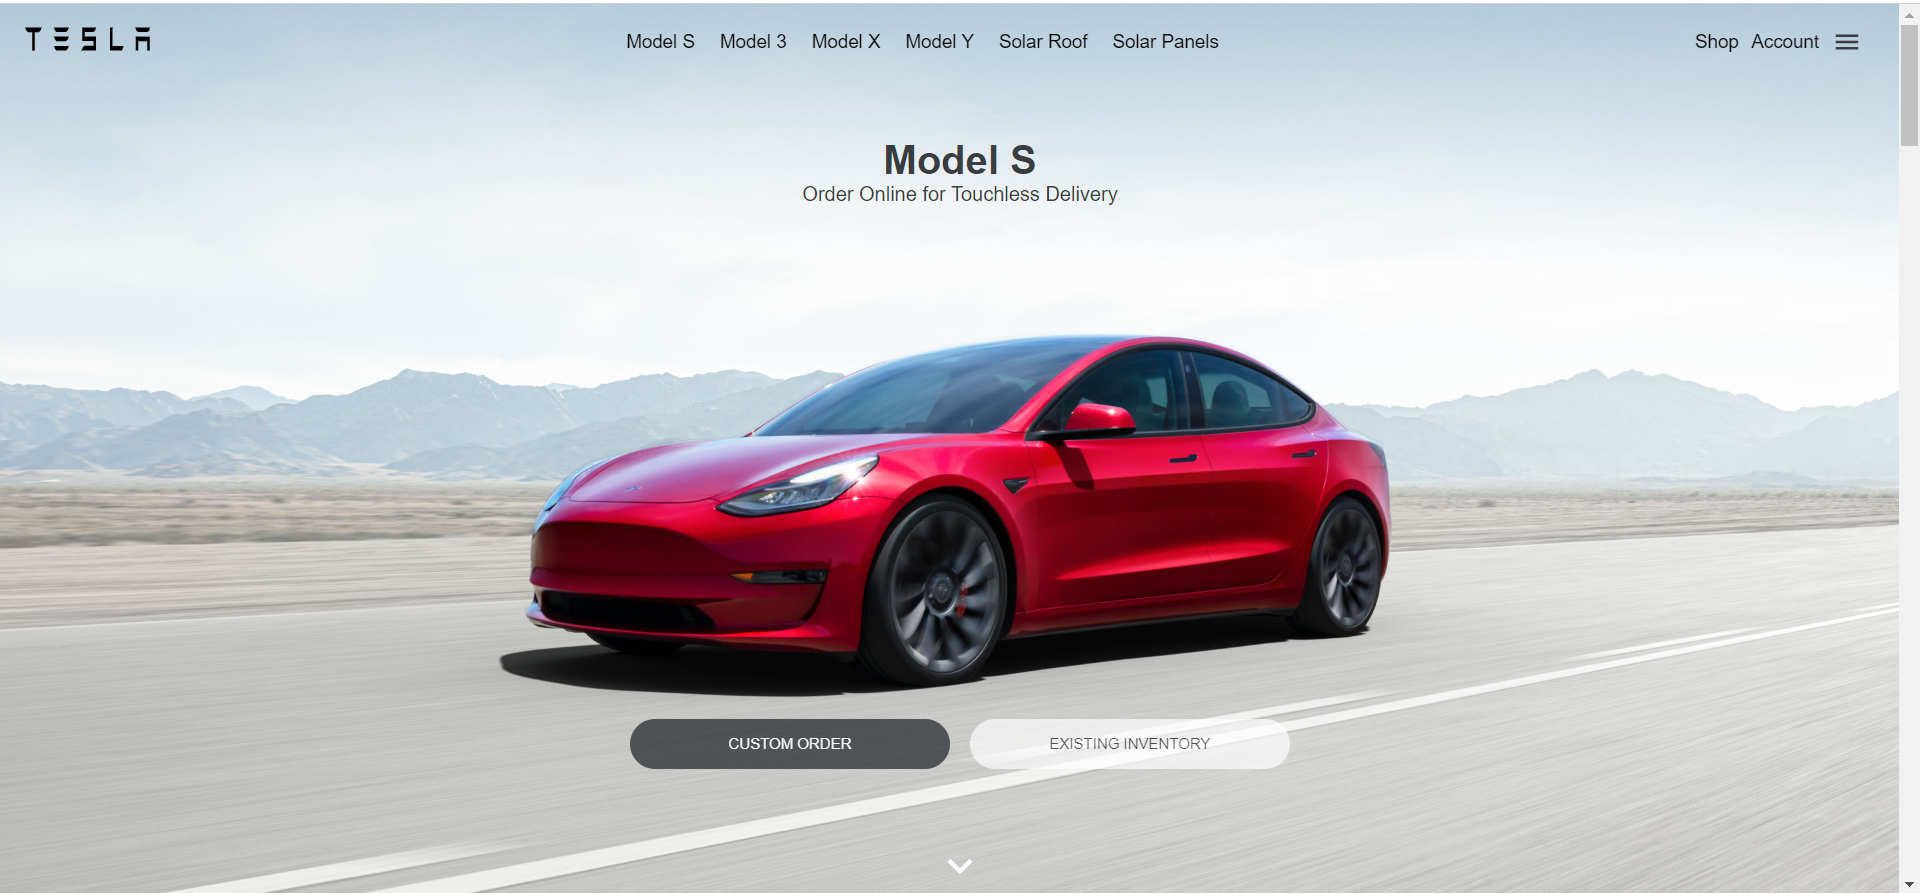 TESLA
Model S Model 3 Model X Model Y Solar Roof Solar Panels
Shop Account
Model S
Order Online for Touchless Delivery
CUSTOM ORDER
EXISTING INVENTORY